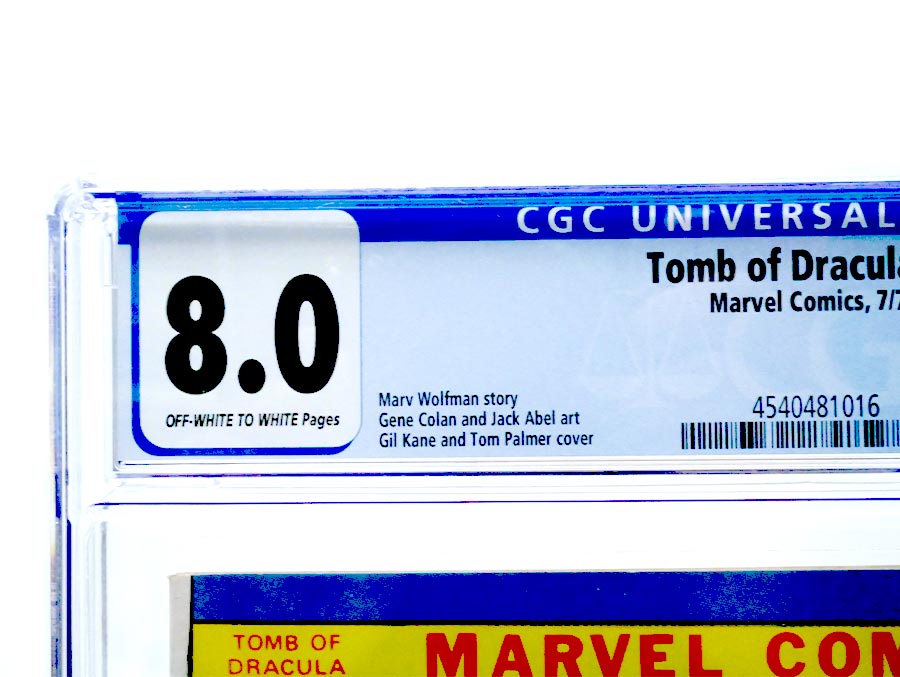 CGC UNIVERSAL
8.0
OFF-WHITE TO WHITE Pages
Tomb of Dracula
Marvel Comics, 7/7
Marv Wolfman story
Gene Colan and Jack Abel art
Gil Kane and Tom Palmer cover
4540481016
TOMB OF
DRACULA
MARVEL COM